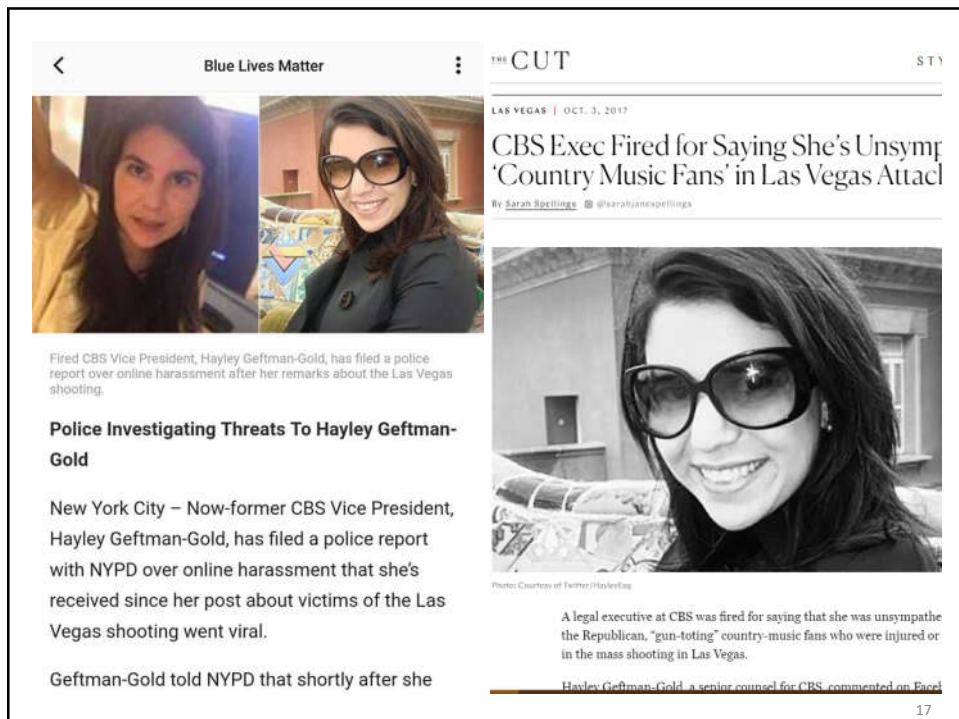 Blue Lives Matter
Fired CBS Vice President, Hayley Geftman-Gold, has filed a police
report over online harassment after her remarks about the Las Vegas
shooting.
Police Investigating Threats To Hayley Geftman-
Gold
New York City – Now-former CBS Vice President,
Hayley Geftman-Gold, has filed a police report
with NYPD over online harassment that she's
received since her post about victims of the Las
Vegas shooting went viral.
Geftman-Gold told NYPD that shortly after she
THE CUT
STY
LAS VEGAS | OCT. 3, 2017
CBS Exec Fired for Saying She's Unsymp
'Country Music Fans' in Las Vegas Attac
By Sarah Spellings @sarahjanespellings
Photo: Courtesy of Twitter/HayleyEsq
A legal executive at CBS was fired for saying that she was unsympathe
the Republican, "gun-toting" country-music fans who were injured or
in the mass shooting in Las Vegas.
Hayley Geftman-Gold, a senior counsel for CBS, commented on Faceb
17